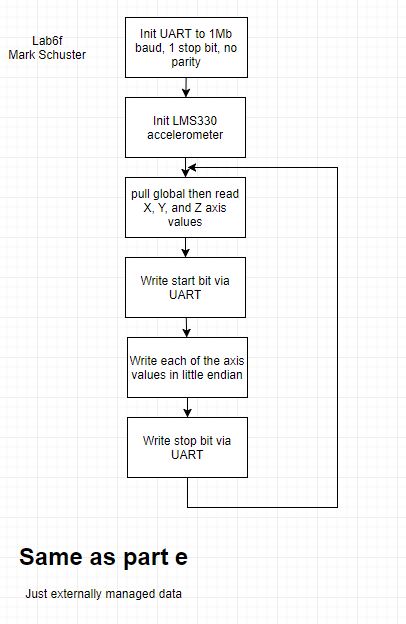 Lab6f
Mark Schuster
Init UART to 1Mb
baud, 1 stop bit, no
parity
Init LMS330
accelerometer
pull global then read
X, Y, and Z axis
values
Write start bit via
UART
Write each of the axis
values in little endian
Write stop bit via
UART
Same as part e
Just externally managed data